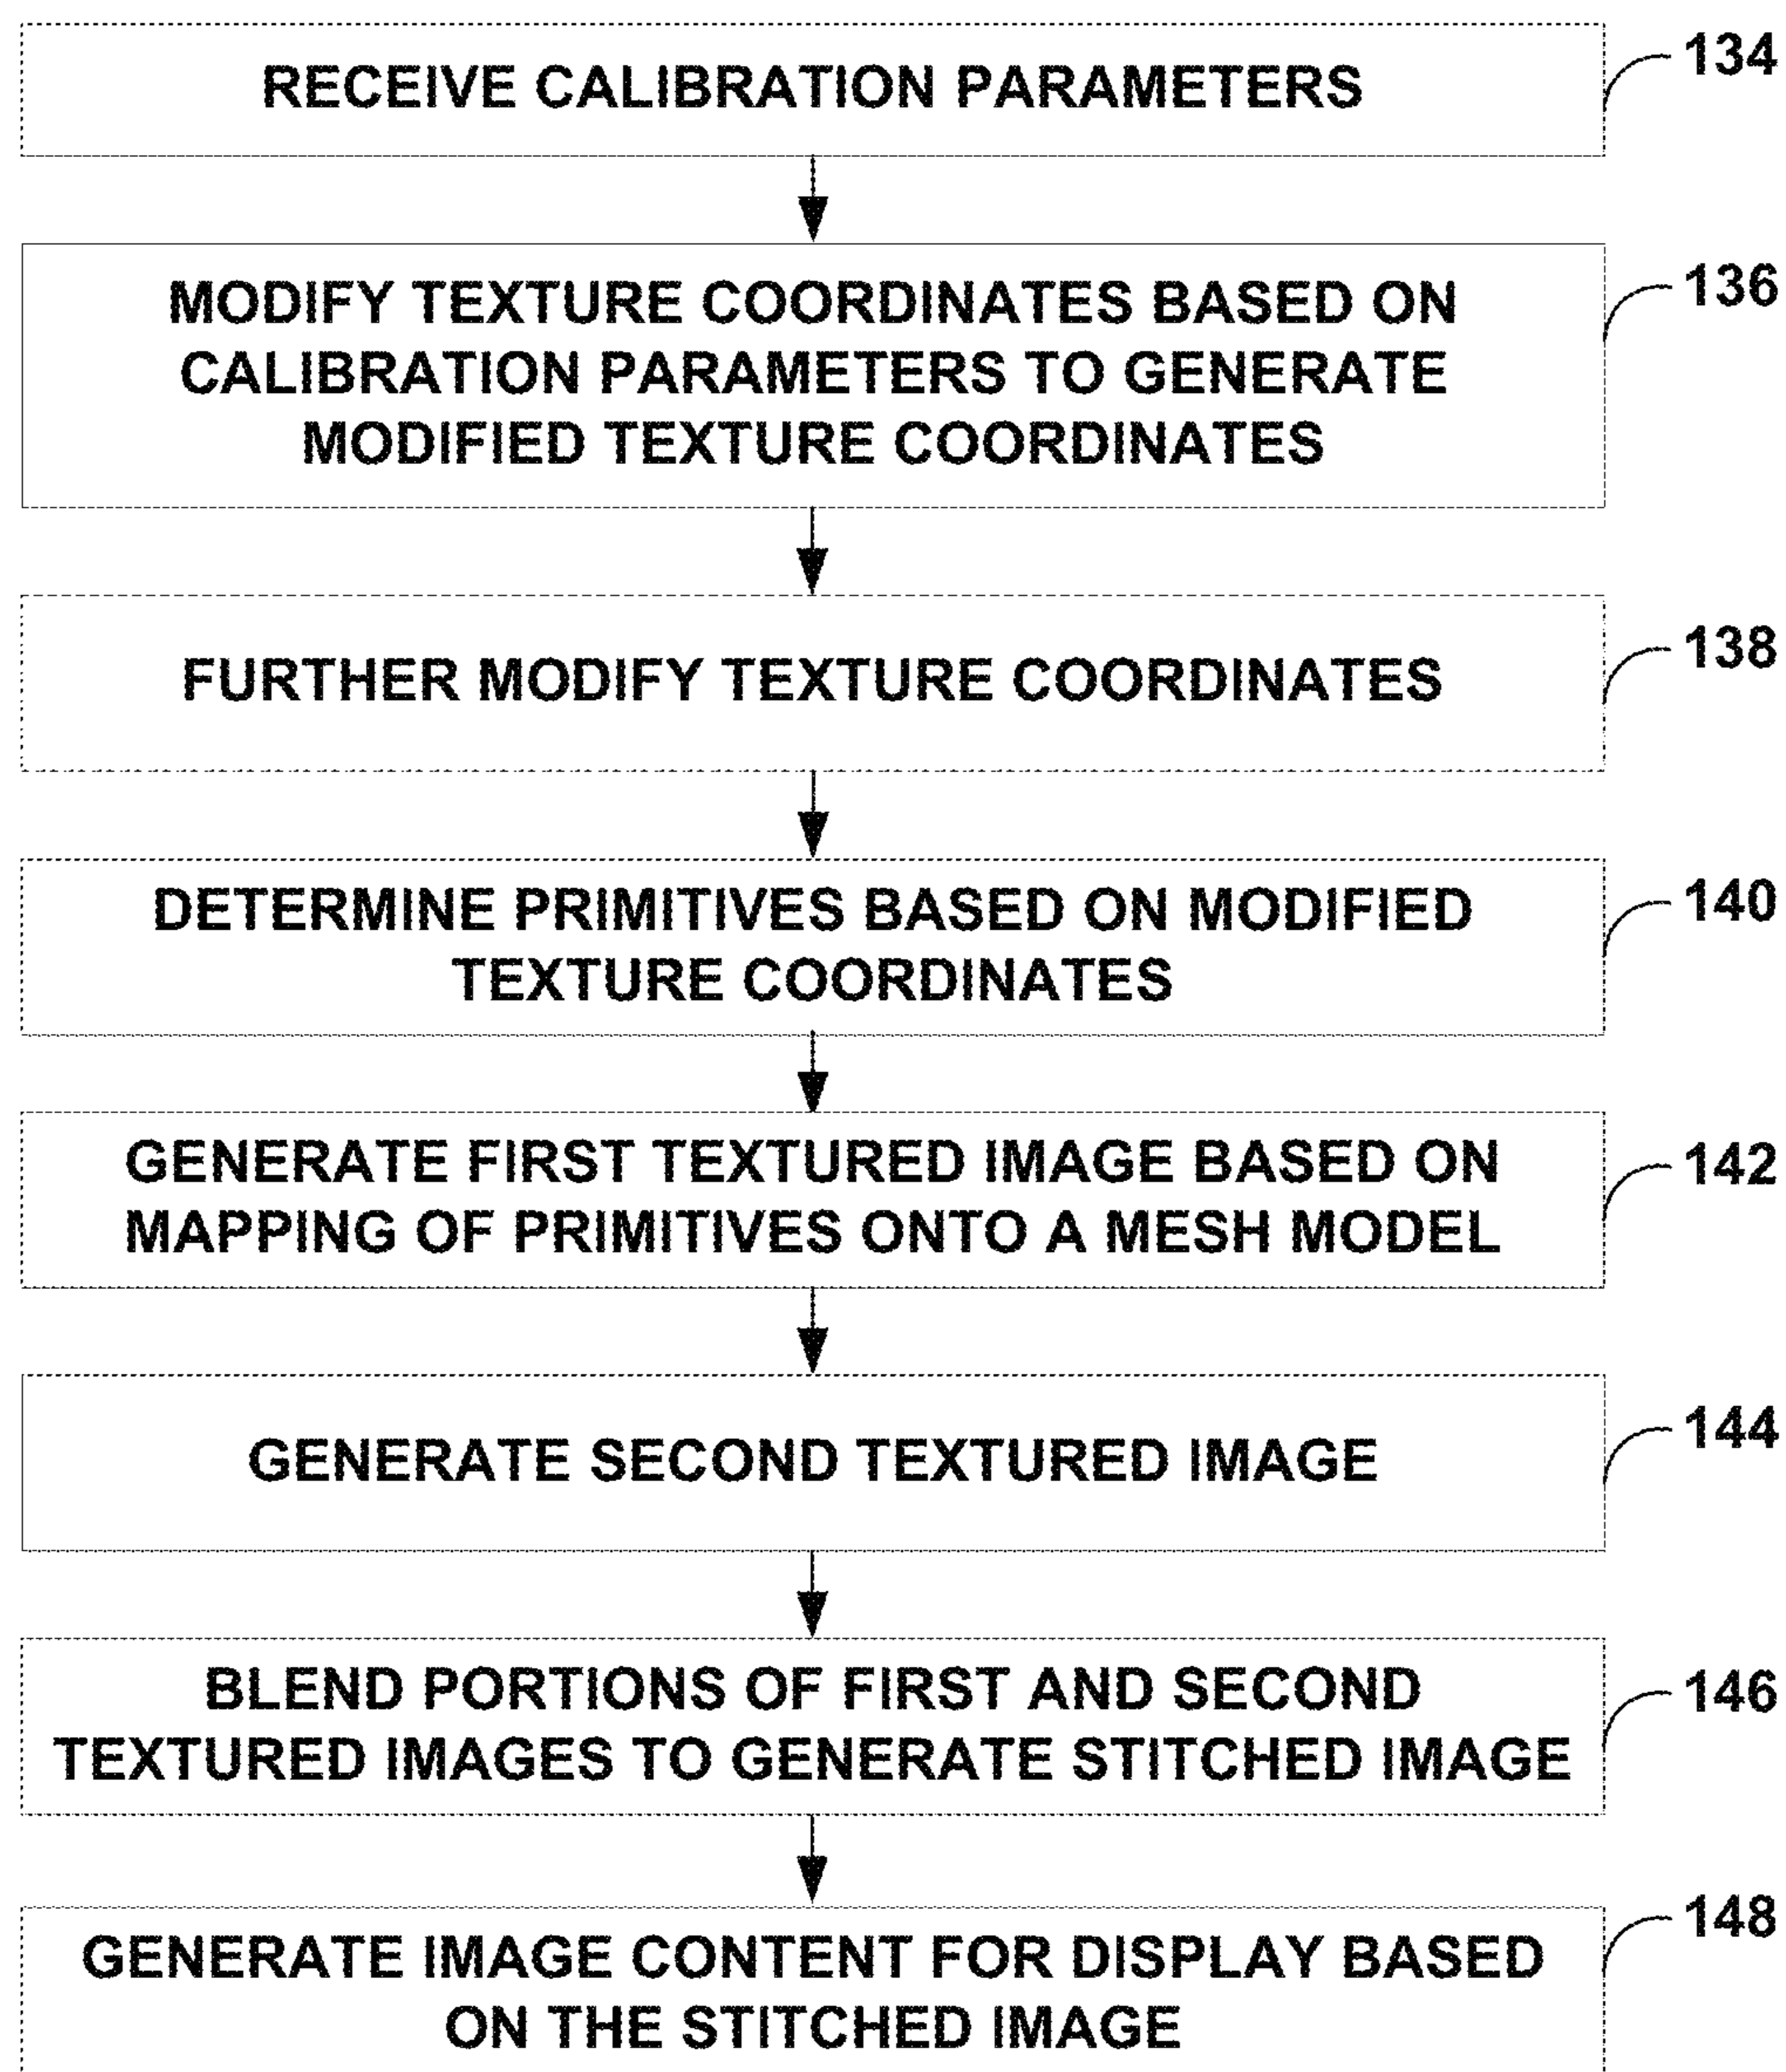 RECEIVE CALIBRATION PARAMETERS
134
MODIFY TEXTURE COORDINATES BASED ON
CALIBRATION PARAMETERS TO GENERATE
MODIFIED TEXTURE COORDINATES
136
FURTHER MODIFY TEXTURE COORDINATES
138
DETERMINE PRIMITIVES BASED ON MODIFIED
TEXTURE COORDINATES
140
GENERATE FIRST TEXTURED IMAGE BASED ON
MAPPING OF PRIMITIVES ONTO A MESH MODEL
142
GENERATE SECOND TEXTURED IMAGE
144
BLEND PORTIONS OF FIRST AND SECOND
TEXTURED IMAGES TO GENERATE STITCHED IMAGE
146
GENERATE IMAGE CONTENT FOR DISPLAY BASED
ON THE STITCHED IMAGE
148